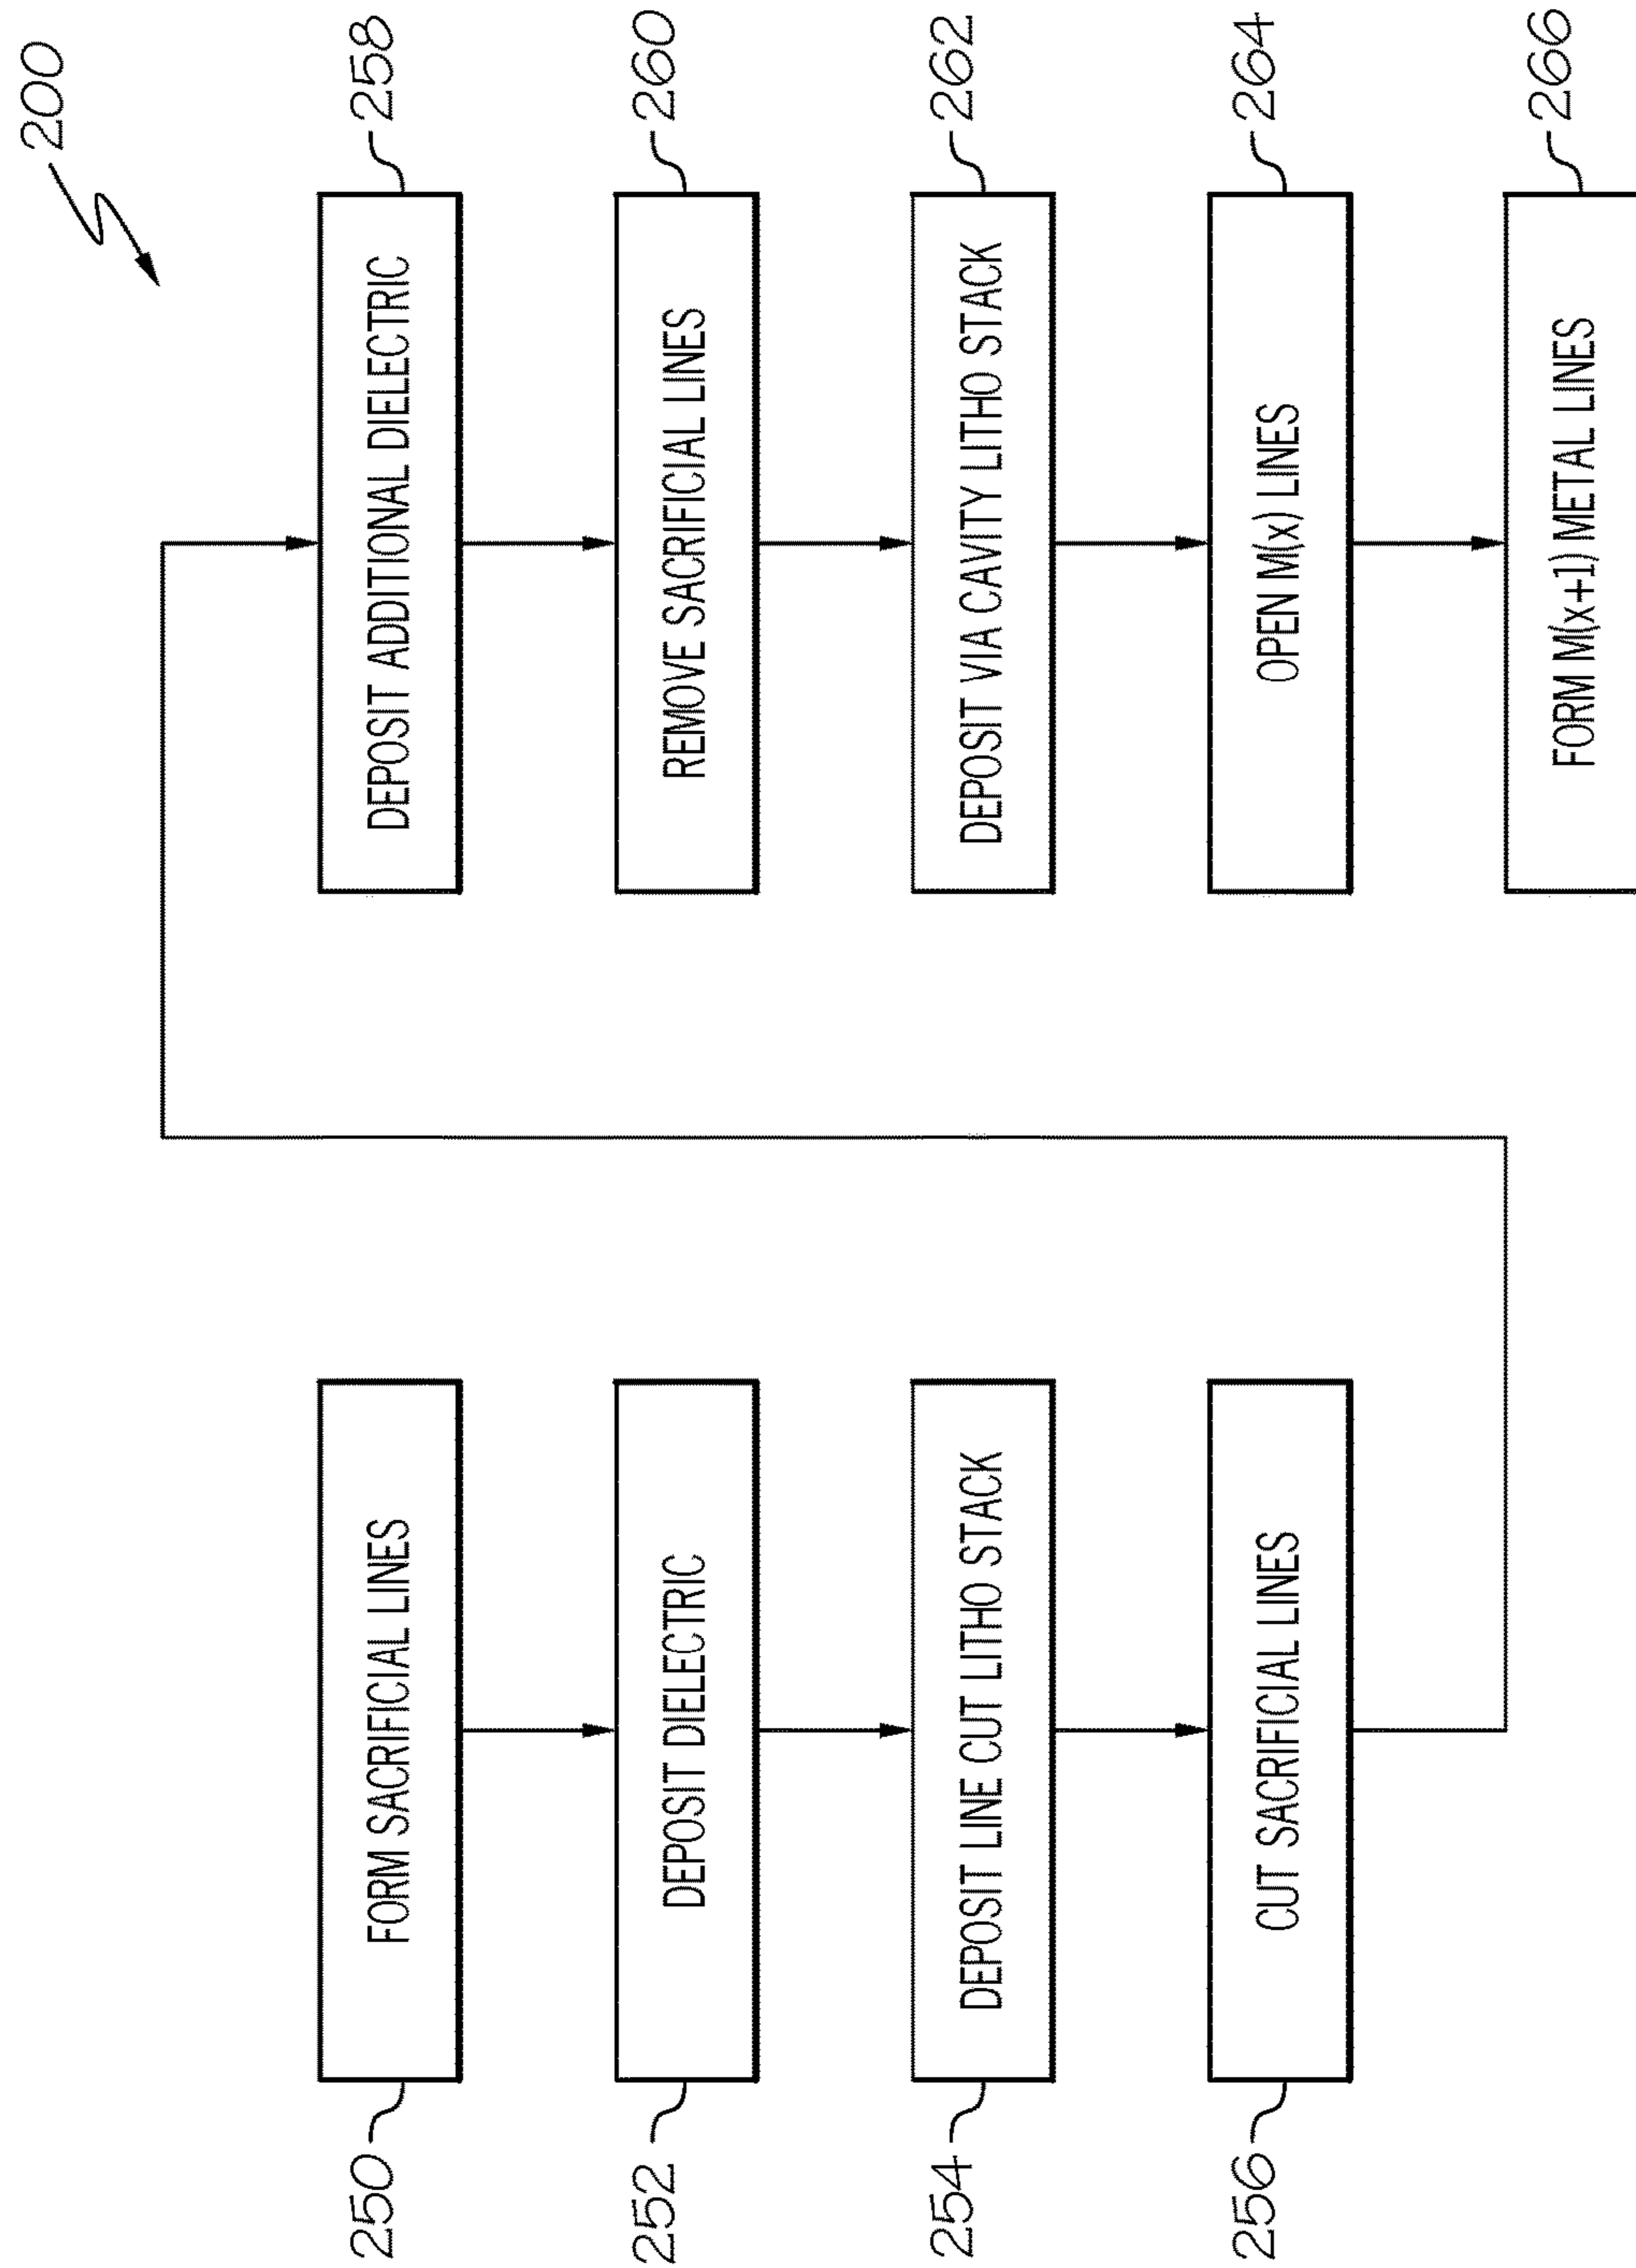 200
250
FORM SACRIFICIAL LINES
252
DEPOSIT DIELECTRIC
254
DEPOSIT LINE CUT LITHO STACK
256
CUT SACRIFICIAL LINES
258
DEPOSIT ADDITIONAL DIELECTRIC
260
REMOVE SACRIFICIAL LINES
262
DEPOSIT VIA CAVITY LITHO STACK
264
OPEN M(x) LINES
266
FORM M(x+1) METAL LINES